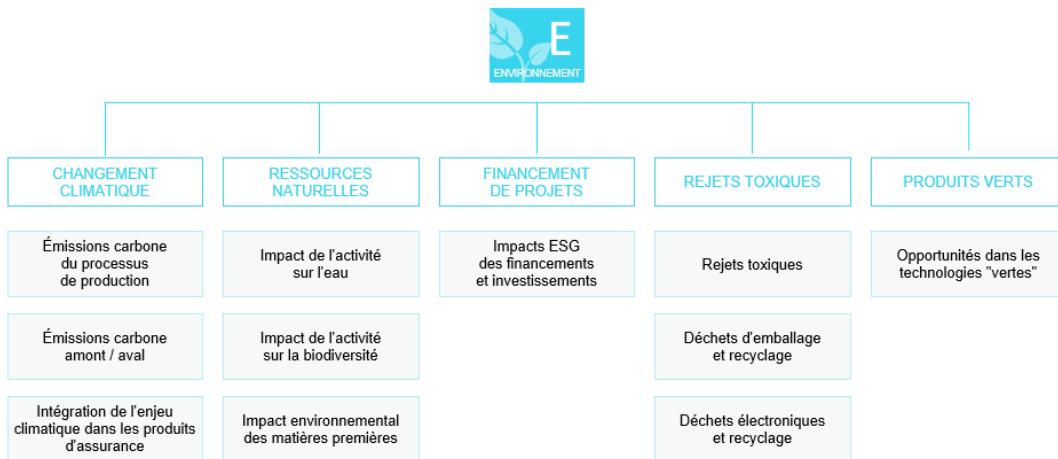 E
ENVIRONNEMENT
CHANGEMENT
CLIMATIQUE
RESSOURCES
NATURELLES
FINANCEMENT
DE PROJETS
REJETS TOXIQUES
PRODUITS VERTS
Émissions carbone
du processus
de production
Impact de l'activité
sur l'eau
Impacts ESG
des financements
et investissements
Rejets toxiques
Opportunités dans les
technologies "vertes"
Émissions carbone
amont / aval
Impact de l'activité
sur la biodiversité
Déchets d'emballage
et recyclage
Intégration de l'enjeu
climatique dans les produits
d'assurance
Impact environnemental
des matières premières
Déchets électroniques
et recyclage